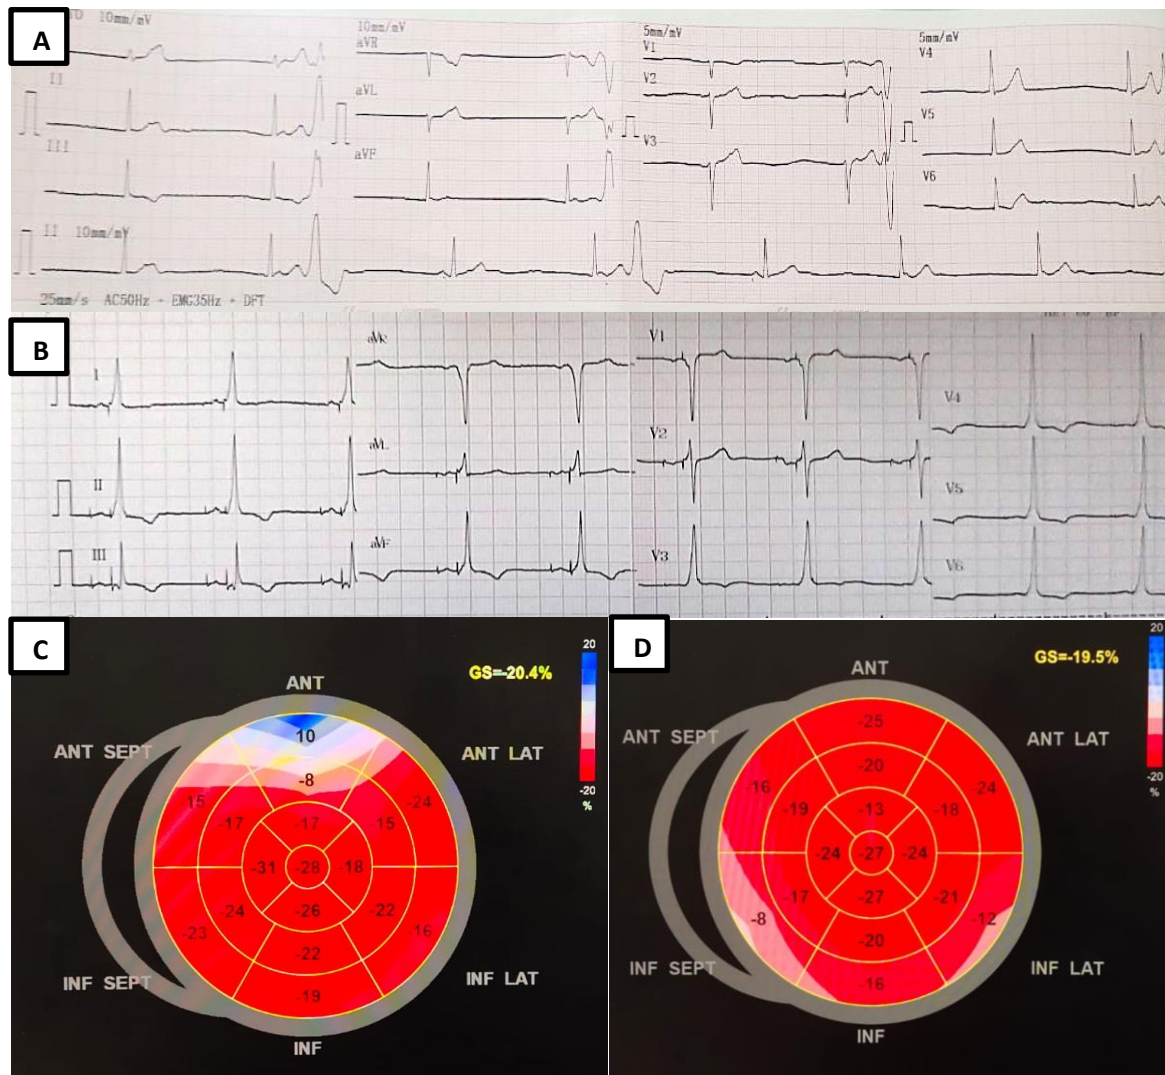 A
10mm/mV
10mm/mV
5mm/mV
5mm/mV
aVR
V1
V4
II
V2
aVL
V5
III
V3
aVF
V6
II 10mm/mV
25mm/s AC50Hz + EMG35Hz + DFT
B
I
aVR
V1
V4
II
aVL
V2
V5
III
aVF
V3
V6
C
GS=-20.4%
20
-20
%
ANT
ANT SEPT
ANT LAT
10
-8
15
-24
-17
-17
-15
-31
-28
-18
-24
-26
-22
-23
16
-22
-19
INF SEPT
INF LAT
INF
D
GS=-19.5%
20
-20
%
ANT
ANT SEPT
ANT LAT
-25
-20
-16
-24
-19
-13
-18
-24
-27
-24
-17
-27
-21
-8
-12
-20
-16
INF SEPT
INF LAT
INF